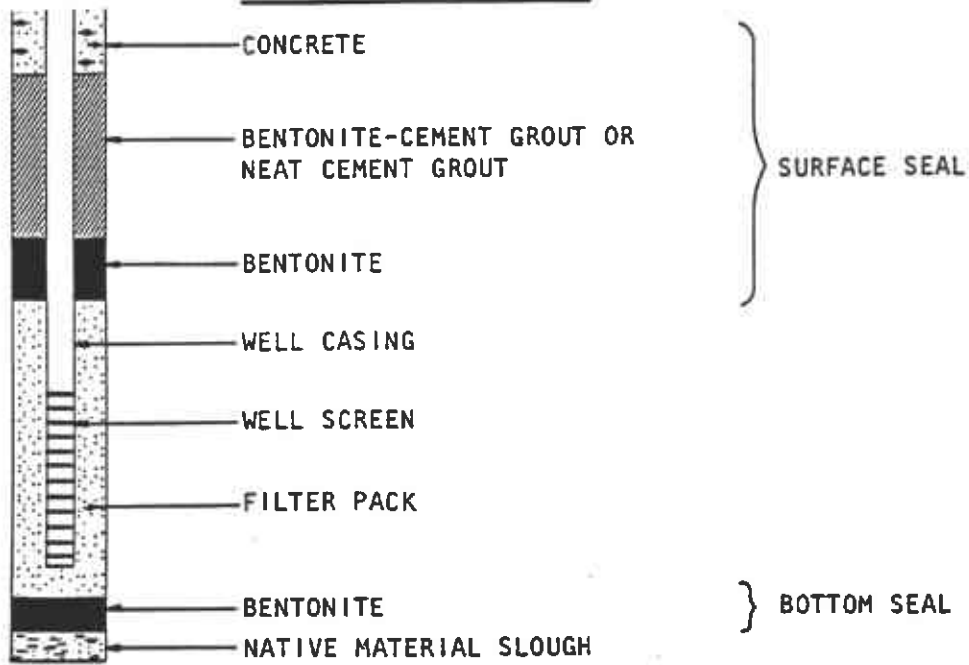 CONCRETE
BENTONITE-CEMENT GROUT OR
NEAT CEMENT GROUT
SURFACE SEAL
BENTONITE
WELL CASING
WELL SCREEN
FILTER PACK
BENTONITE
BOTTOM SEAL
NATIVE MATERIAL SLOUGH